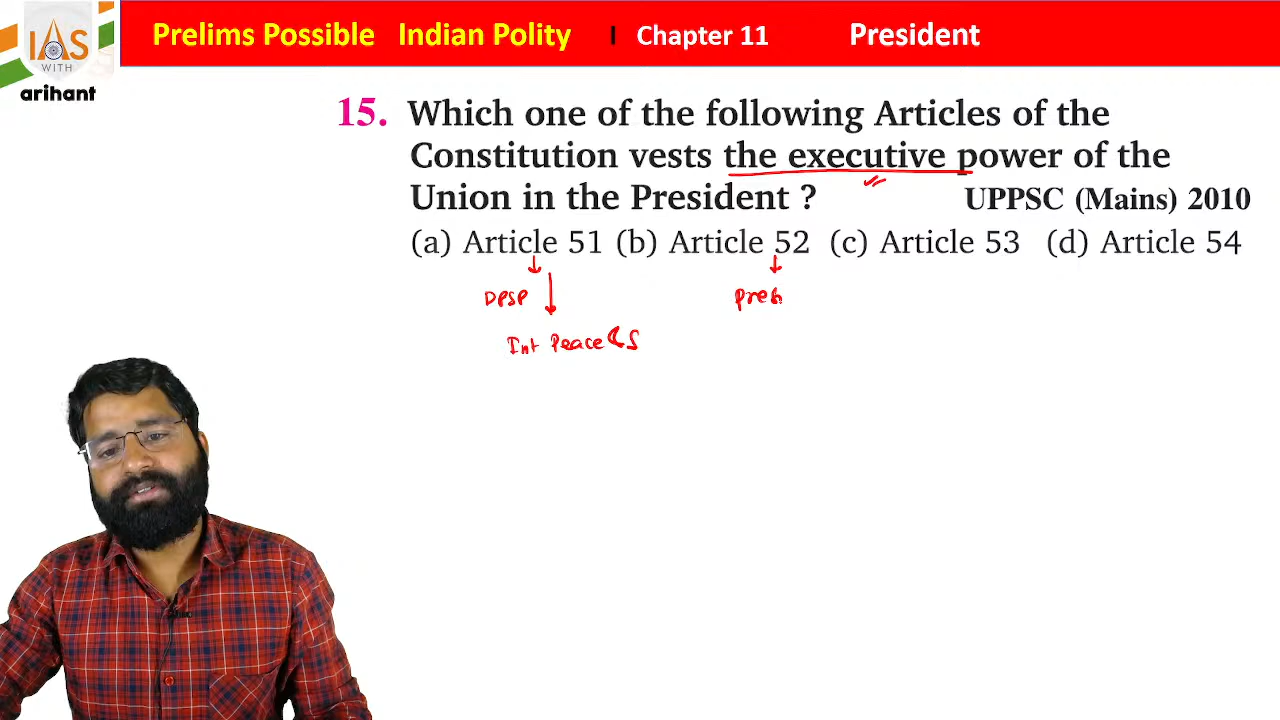 IAS
WITH
arihant
Prelims Possible Indian Polity I Chapter 11 President
15. Which one of the following Articles of the
Constitution vests the executive power of the
Union in the President ? UPPSC (Mains) 2010
(a) Article 51 (b) Article 52 (c) Article 53 (d) Article 54
DPSP
Int Peace & S
Pres